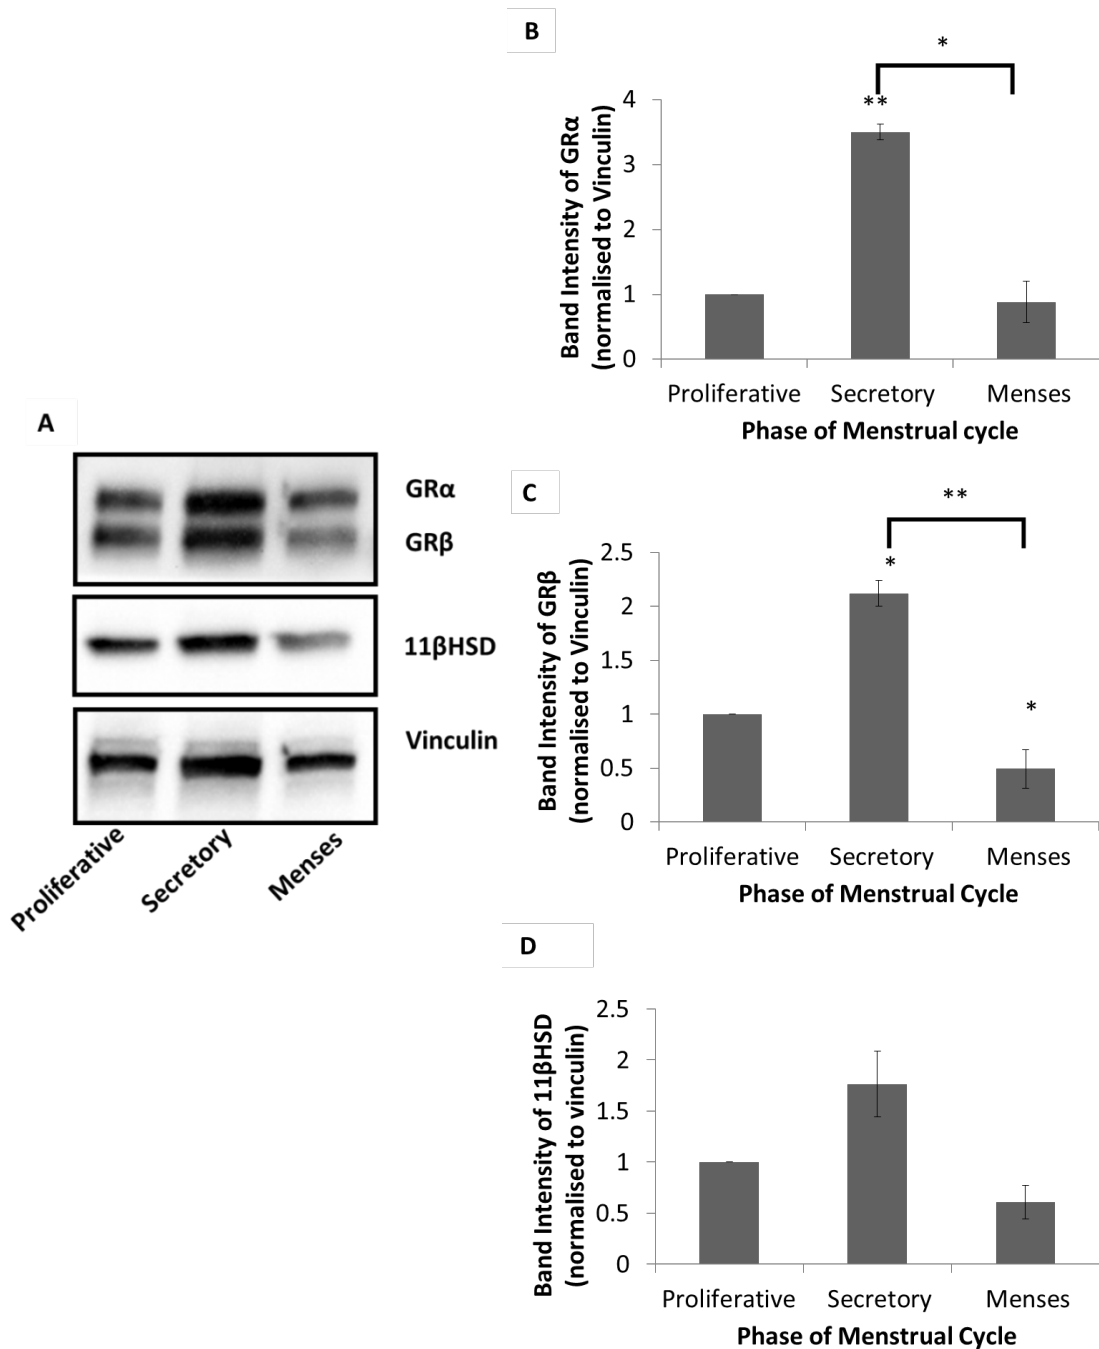 A
GRα
GRβ
11βHSD
Vinculin
Proliferative
Secretory
Menses
B
*
**
4
3
2
1
0
Band Intensity of GRα
(normalised to Vinculin)
Proliferative Secretory Menses
Phase of Menstrual cycle
C
**
*
*
2.5
2
1.5
1
0.5
0
Band Intensity of GRβ
(normalised to Vinculin)
Proliferative Secretory Menses
Phase of Menstrual Cycle
D
2.5
2
1.5
1
0.5
0
Band Intensity of 11βHSD
(normalised to vinculin)
Proliferative Secretory Menses
Phase of Menstrual Cycle